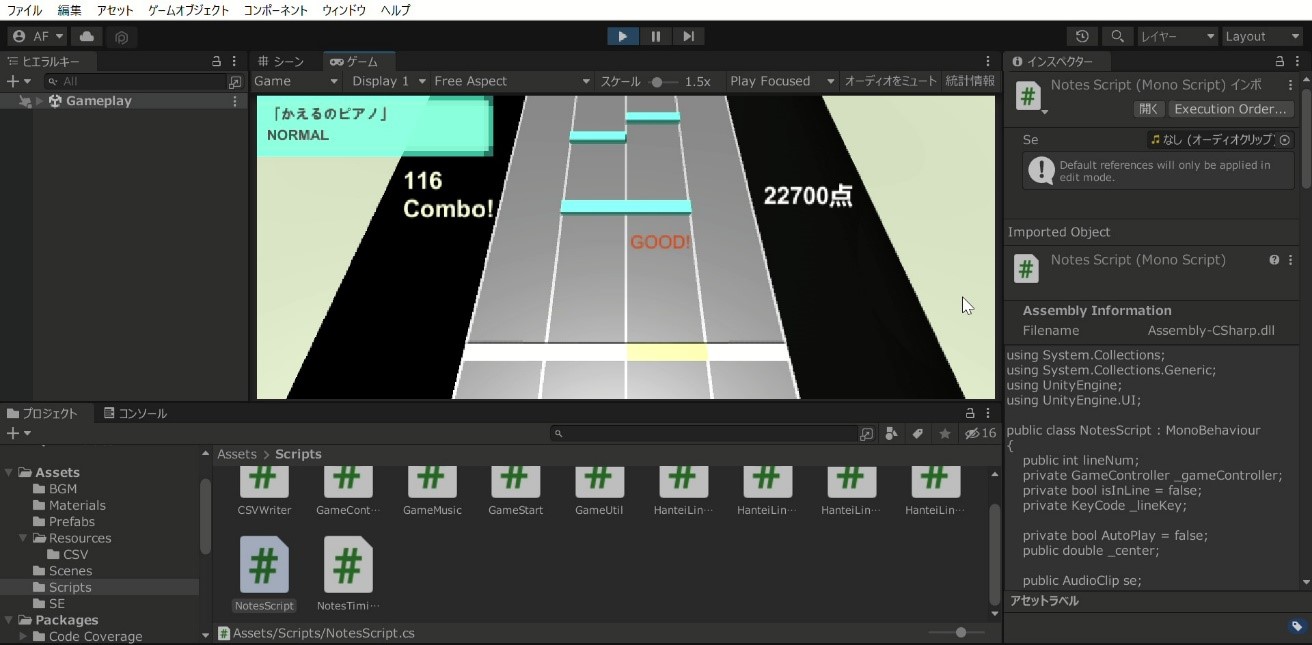 ファイル 編集 アセット ゲームオブジェクト コンポーネント ウィンドウ ヘルプ
AF レイヤー Layout
ヒエラルキー
All
Gameplay
シーン ゲーム
Game Display 1 Free Aspect スケール 1.5x Play Focused オーディオをミュート 統計情報
「かえるのピアノ」
NORMAL
116
Combo!
22700点
GOOD!
インスペクター
Notes Script (Mono Script) インポ
開く Execution Order...
Se なし (オーディオクリップ)
Default references will only be applied in
edit mode.
Imported Object
Notes Script (Mono Script)
Assembly Information
Filename Assembly-CSharp.dll
using System.Collections;
using System.Collections.Generic;
using UnityEngine;
using UnityEngine.UI;
public class NotesScript : MonoBehaviour
{
public int lineNum;
private GameController _gameController;
private bool isInLine = false;
private KeyCode _lineKey;
private bool AutoPlay = false;
public double _center;
public AudioClip se;
アセットラベル
プロジェクト コンソール
16
Assets
BGM
Materials
Prefabs
Resources
CSV
Scenes
Scripts
SE
Packages
Code Coverage
Assets > Scripts
CSVWriter GameCont… GameMusic GameStart GameUtil HanteiLin… HanteiLin… HanteiLin… HanteiLin…
NotesScript NotesTimi…
Assets/Scripts/NotesScript.cs